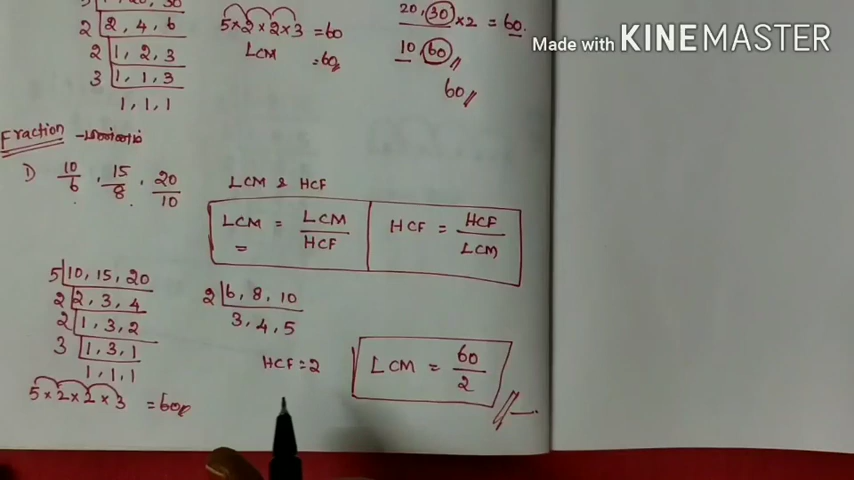 2 2, 4, 6
2 1, 2, 3
3 1, 1, 3
1, 1, 1
5×2×2×3 =60
LCM =60
20, 30 ×2 = 60.
10, 60
60
Made with KINEMASTER
Fraction - பின்னம்
1) 10/6, 15/8, 20/10
LCM & HCF
LCM = LCM/HCF
HCF = HCF/LCM
5 10, 15, 20
2 2, 3, 4
2 1, 3, 2
3 1, 3, 1
1, 1, 1
5×2×2×3 =60
2 6, 8, 10
3, 4, 5
HCF=2
LCM = 60/2